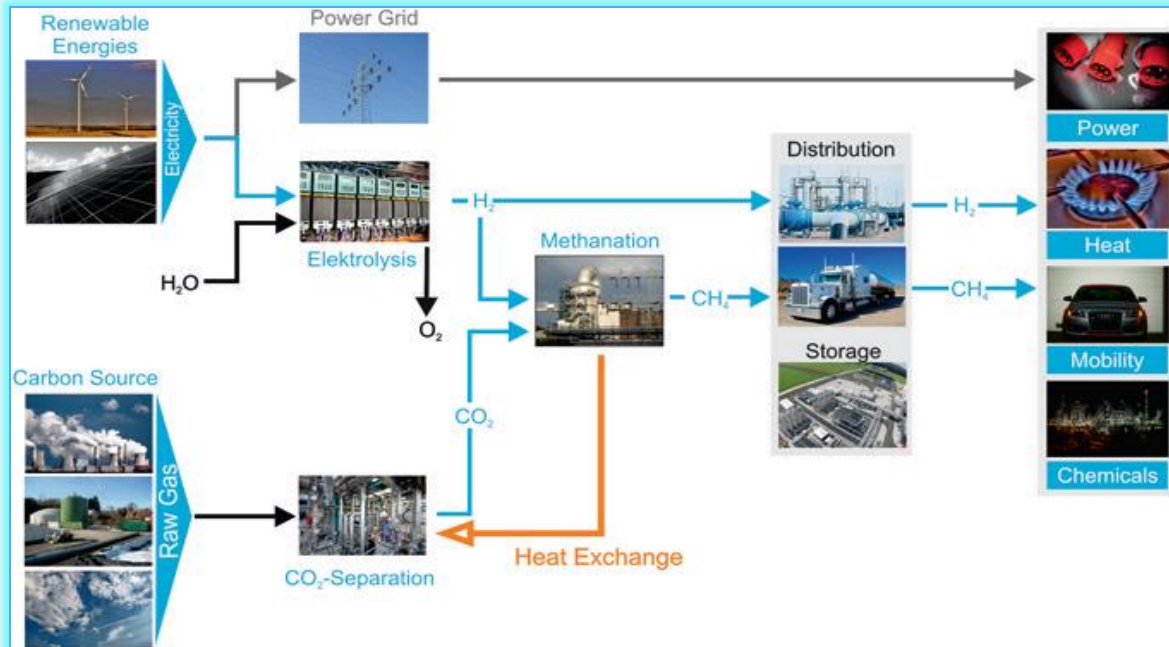 Renewable
Energies
Electricity
Power Grid
Power
Distribution
H₂
H₂
Heat
Elektrolysis
Methanation
H₂O
O₂
CH₄
CH₄
Storage
Mobility
Carbon Source
Raw Gas
CO₂
CO₂-Separation
Heat Exchange
Chemicals